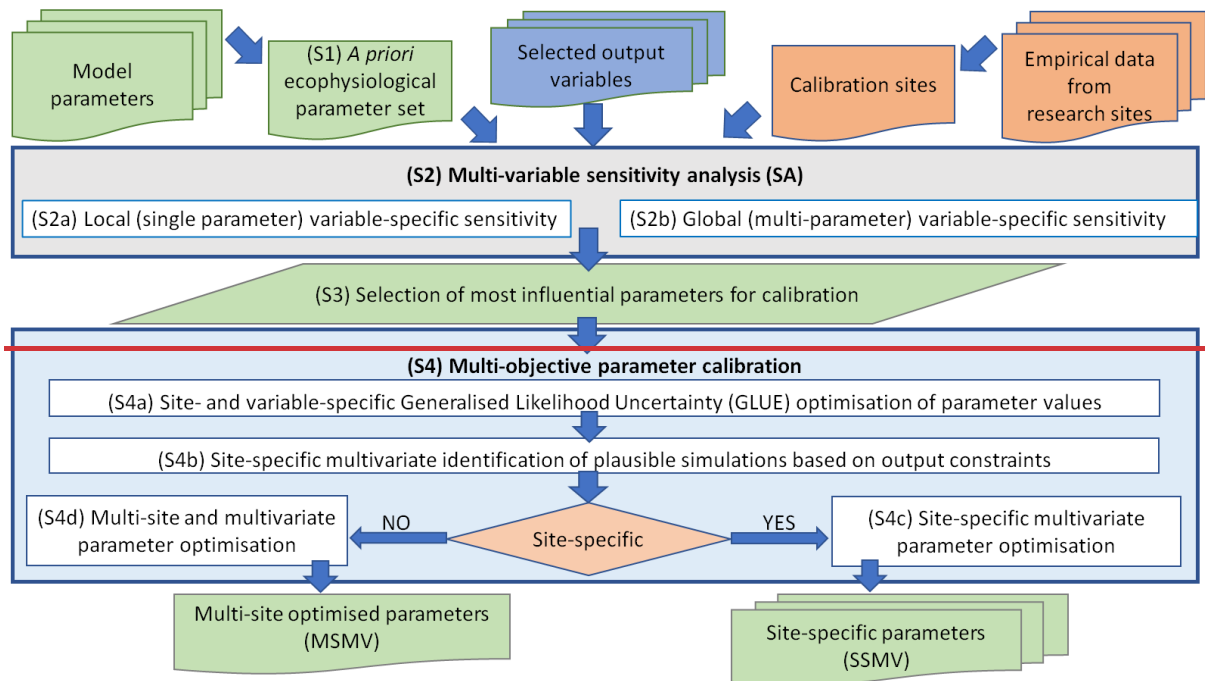 Model
parameters
(S1) A priori
ecophysiological
parameter set
Selected output
variables
Calibration sites
Empirical data
from
research sites
(S2) Multi-variable sensitivity analysis (SA)
(S2a) Local (single parameter) variable-specific sensitivity
(S2b) Global (multi-parameter) variable-specific sensitivity
(S3) Selection of most influential parameters for calibration
(S4) Multi-objective parameter calibration
(S4a) Site- and variable-specific Generalised Likelihood Uncertainty (GLUE) optimisation of parameter values
(S4b) Site-specific multivariate identification of plausible simulations based on output constraints
(S4d) Multi-site and multivariate
parameter optimisation
NO
Site-specific
YES
(S4c) Site-specific multivariate
parameter optimisation
Multi-site optimised parameters
(MSMV)
Site-specific parameters
(SSMV)